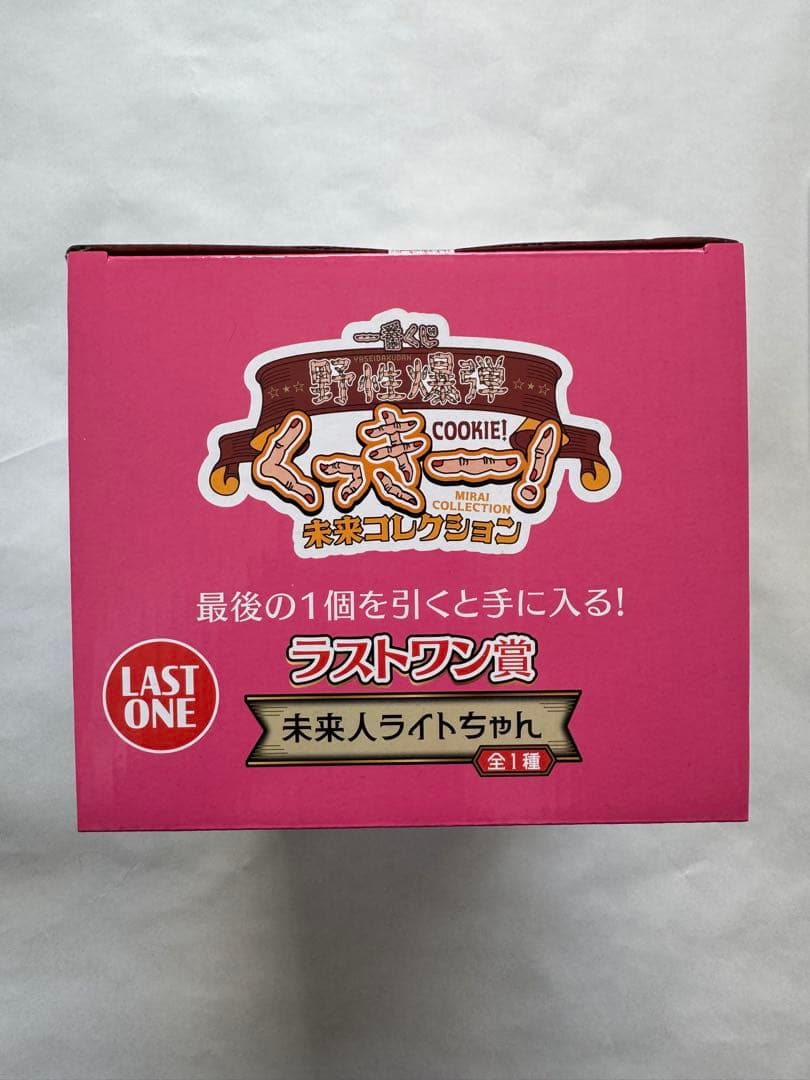 一番くじ
YASEIBAKUDAN
野性爆弾
COOKIE!
くっきー!
MIRAI
COLLECTION
未来コレクション
最後の1個を引くと手に入る!
LAST
ONE
ラストワン賞
未来人ライトちゃん
全1種